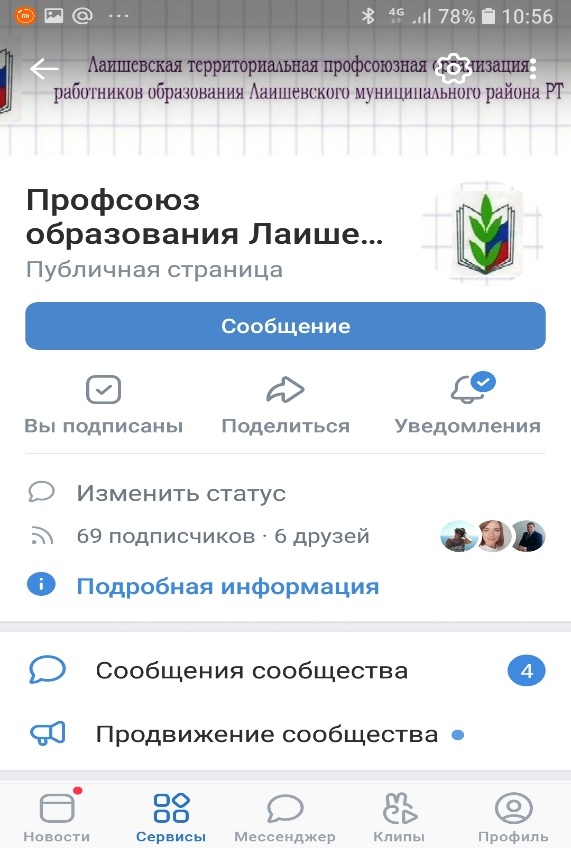 4G 78% 10:56
Лаишевская территориальная профсоюзная организация
работников образования Лаишевского муниципального района РТ
Профсоюз
образования Лаише...
Публичная страница
Сообщение
Вы подписаны Поделиться Уведомления
Изменить статус
69 подписчиков · 6 друзей
Подробная информация
Сообщения сообщества 4
Продвижение сообщества
Новости Сервисы Мессенджер Клипы Профиль